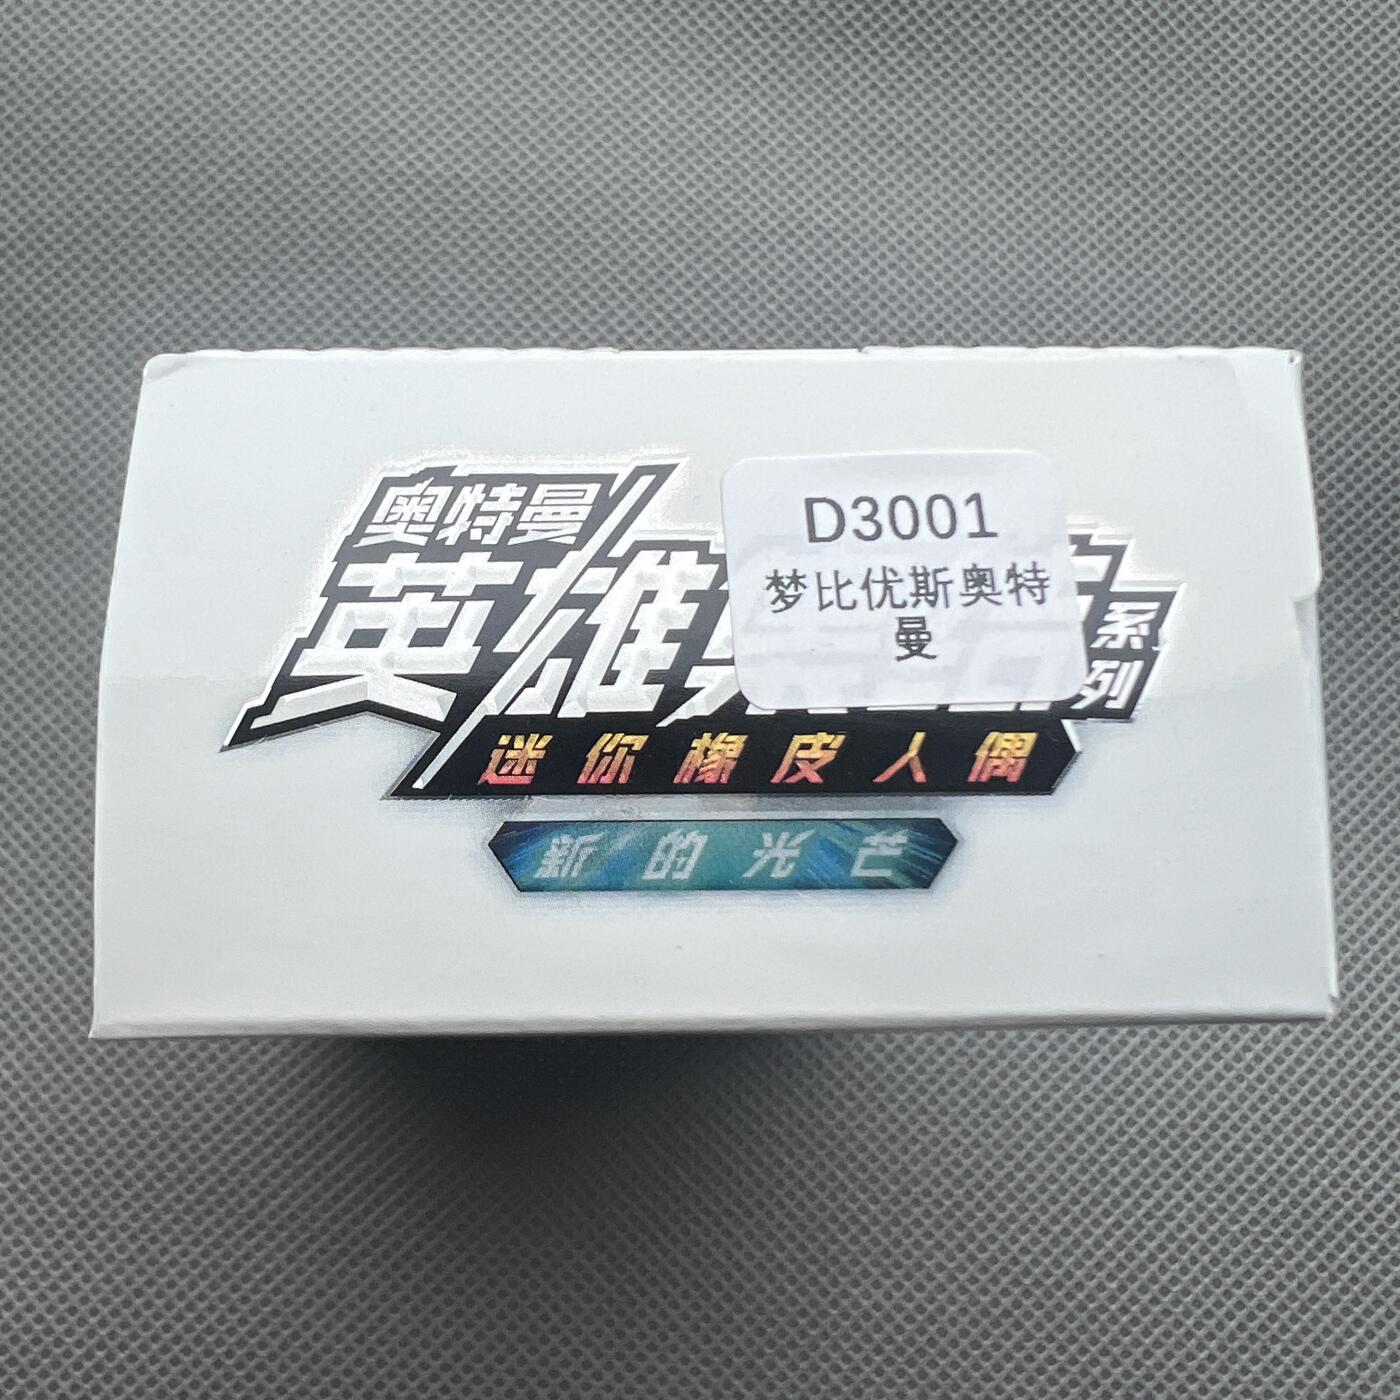 奥特曼
英雄
系列
D3001
梦比优斯奥特
曼
迷你橡皮人偶
新的光芒